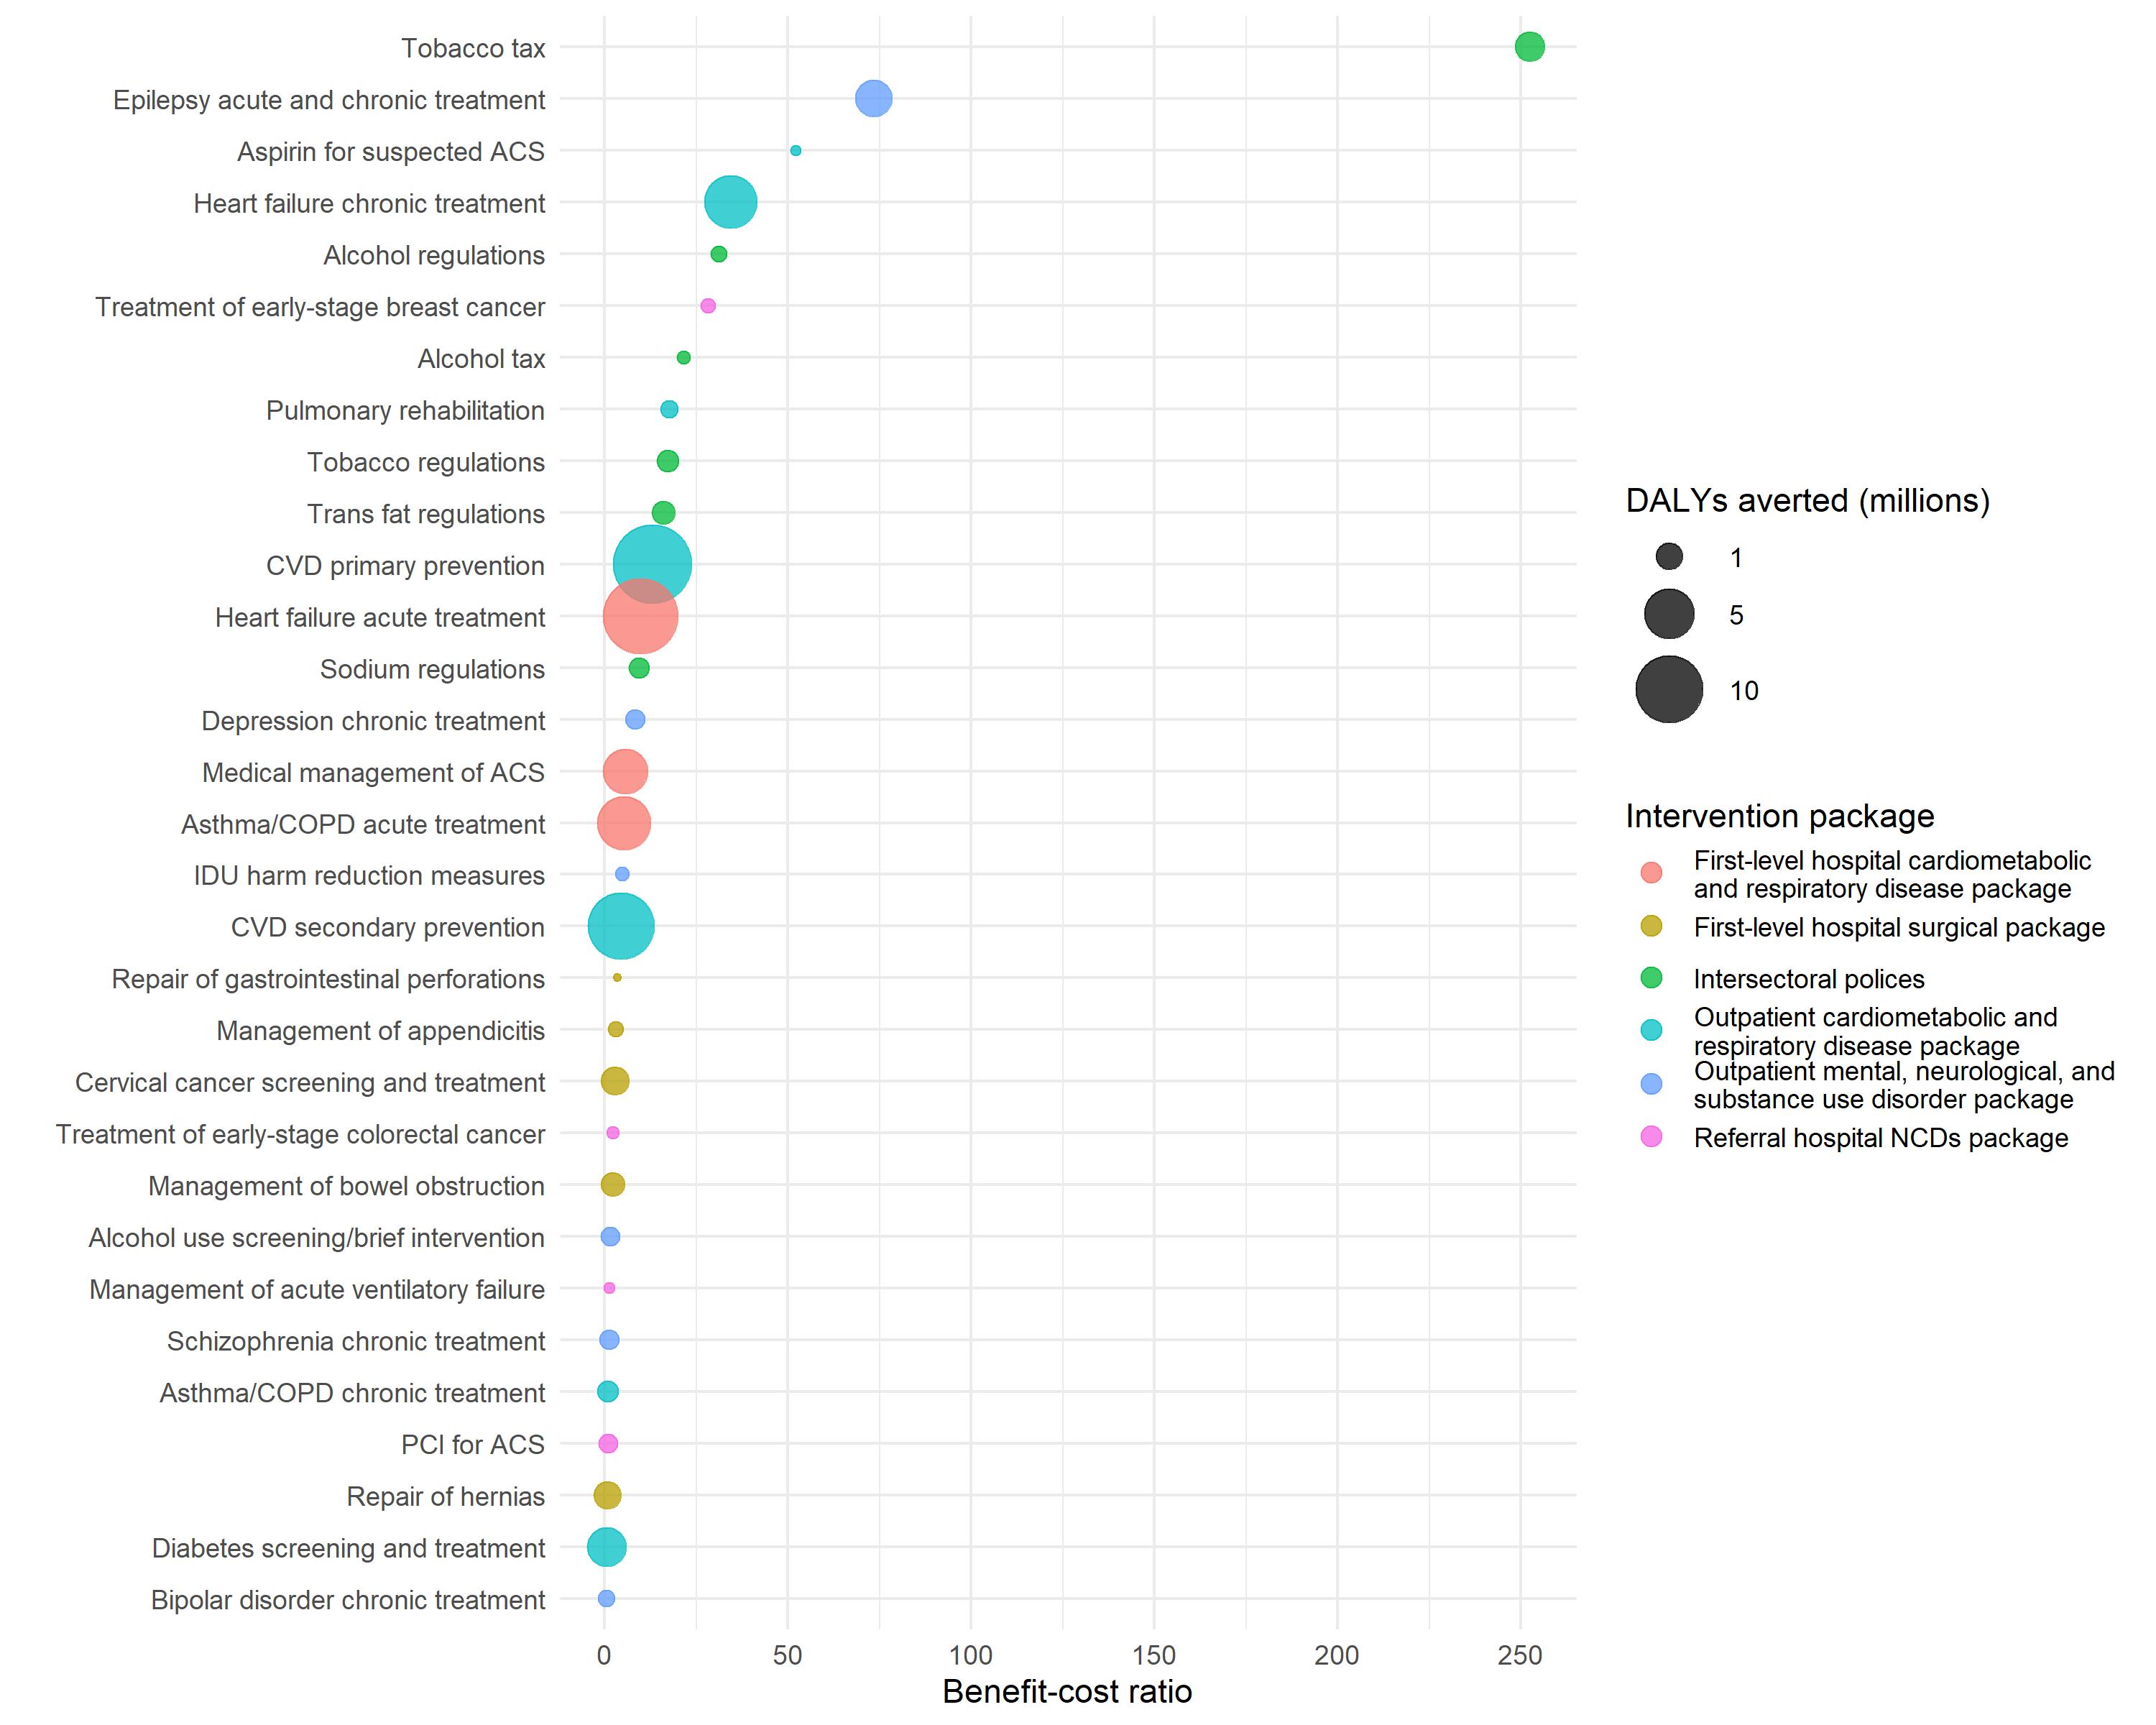 Tobacco tax
Epilepsy acute and chronic treatment
Aspirin for suspected ACS
Heart failure chronic treatment
Alcohol regulations
Treatment of early-stage breast cancer
Alcohol tax
Pulmonary rehabilitation
Tobacco regulations
Trans fat regulations
CVD primary prevention
Heart failure acute treatment
Sodium regulations
Depression chronic treatment
Medical management of ACS
Asthma/COPD acute treatment
IDU harm reduction measures
CVD secondary prevention
Repair of gastrointestinal perforations
Management of appendicitis
Cervical cancer screening and treatment
Treatment of early-stage colorectal cancer
Management of bowel obstruction
Alcohol use screening/brief intervention
Management of acute ventilatory failure
Schizophrenia chronic treatment
Asthma/COPD chronic treatment
PCI for ACS
Repair of hernias
Diabetes screening and treatment
Bipolar disorder chronic treatment
0 50 100 150 200 250
Benefit-cost ratio
DALYs averted (millions)
1
5
10
Intervention package
First-level hospital cardiometabolic
and respiratory disease package
First-level hospital surgical package
Intersectoral polices
Outpatient cardiometabolic and
respiratory disease package
Outpatient mental, neurological, and
substance use disorder package
Referral hospital NCDs package